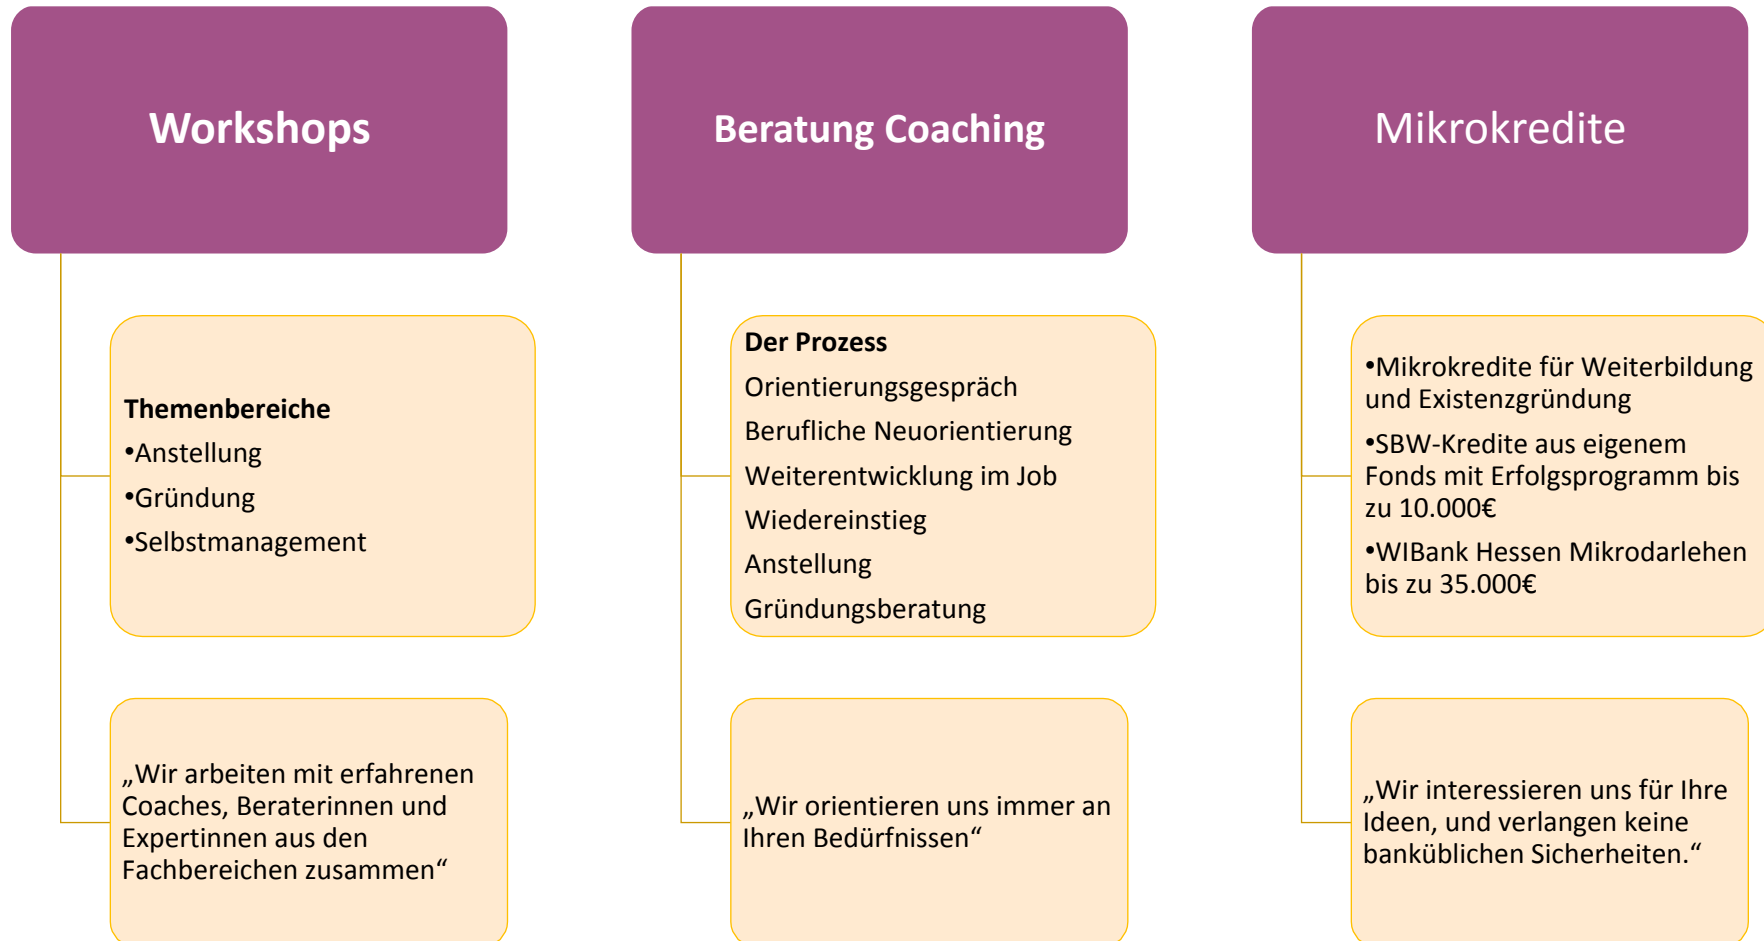 Workshops
Themenbereiche
•Anstellung
•Gründung
•Selbstmanagement
„Wir arbeiten mit erfahrenen
Coaches, Beraterinnen und
Expertinnen aus den
Fachbereichen zusammen“
Beratung Coaching
Der Prozess
Orientierungsgespräch
Berufliche Neuorientierung
Weiterentwicklung im Job
Wiedereinstieg
Anstellung
Gründungsberatung
„Wir orientieren uns immer an
Ihren Bedürfnissen“
Mikrokredite
•Mikrokredite für Weiterbildung
und Existenzgründung
•SBW-Kredite aus eigenem
Fonds mit Erfolgsprogramm bis
zu 10.000€
•WIBank Hessen Mikrodarlehen
bis zu 35.000€
„Wir interessieren uns für Ihre
Ideen, und verlangen keine
banküblichen Sicherheiten.“